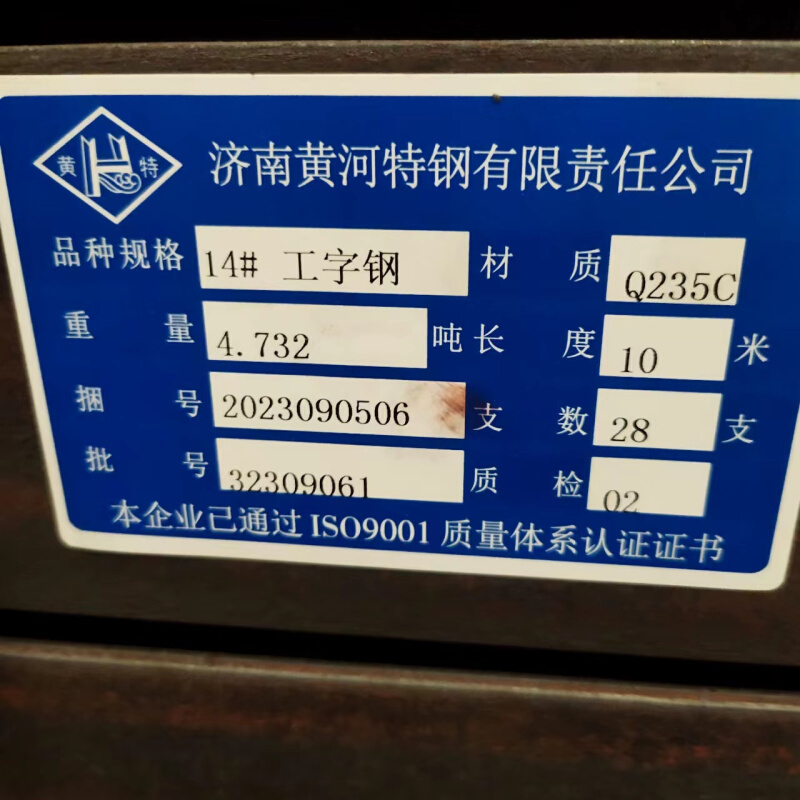 黄 特
济南黄河特钢有限责任公司
品种规格 14# 工字钢 材 质 Q235C
重 量 4.732 吨 长 度 10 米
捆 号 2023090506 支 数 28 支
批 号 32309061 质 检 02
本企业已通过 ISO9001 质量体系认证证书